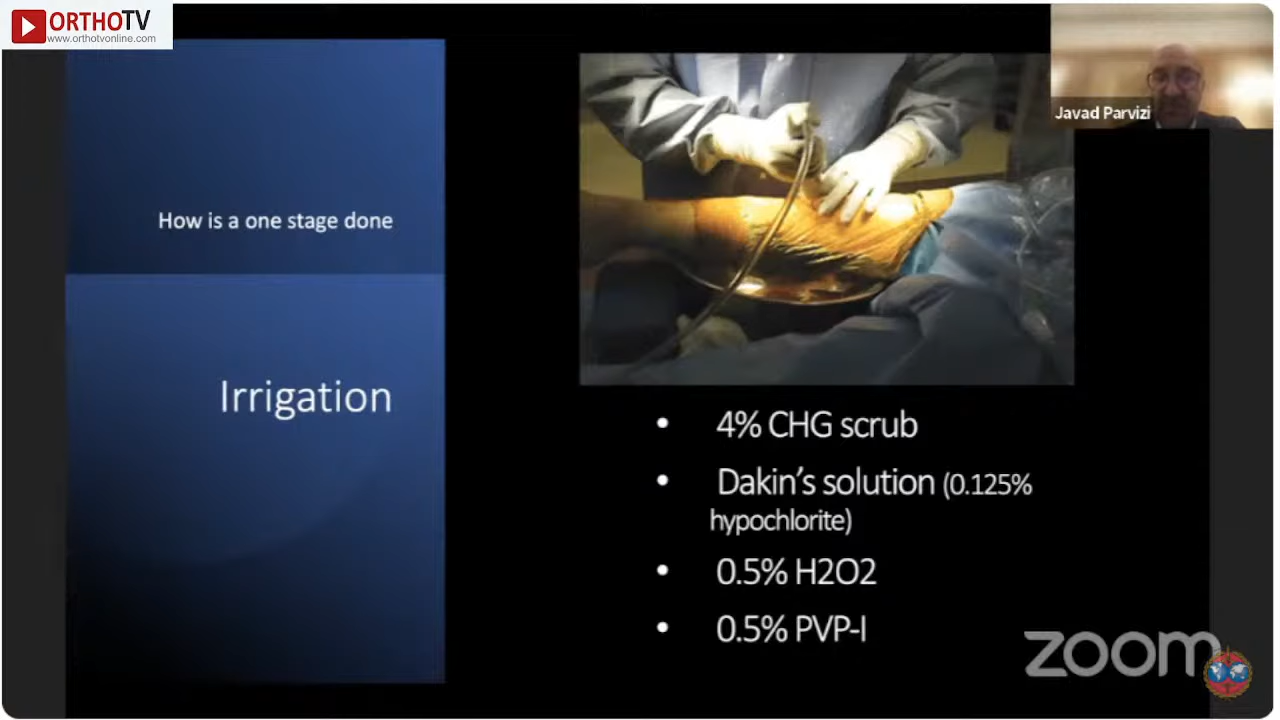 ORTHOTV
www.orthotvonline.com
Javad Parvizi
How is a one stage done
Irrigation
• 4% CHG scrub
• Dakin's solution (0.125%
hypochlorite)
• 0.5% H2O2
• 0.5% PVP-I
zoom